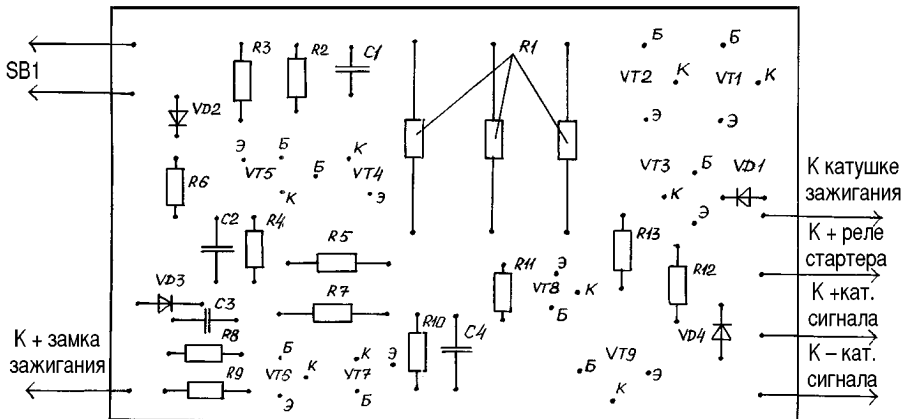 SB1
R3
R2
C1
R1
Б
Б
VT2
К
VT1
К
VD2
Э
Э
Э
Б
К
VT5
Б
VT4
VT3
Б
VD1
R6
К
Э
К
К катушке
зажигания
C2
R4
Э
R5
R13
К + реле
стартера
R11
Э
R12
VD3
VT8
К
К +кат.
сигнала
C3
R7
Б
R10
C4
VD4
К + замка
зажигания
R8
К – кат.
сигнала
Б
К
Э
VT9
Б
Э
R9
VT6
К
VT7
Э
Б
К